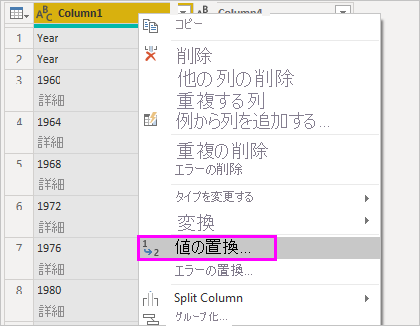 ABC Column1
Column4
1 Year
2 Year
3 1960
詳細
4 1964
詳細
5 1968
詳細
6 1972
詳細
7 1976
詳細
8 1980
詳細
コピー
削除
他の列の削除
重複する列
例から列を追加する...
重複の削除
エラーの削除
タイプを変更する
変換
1 2 値の置換...
エラーの置換...
Split Column
グループ化...